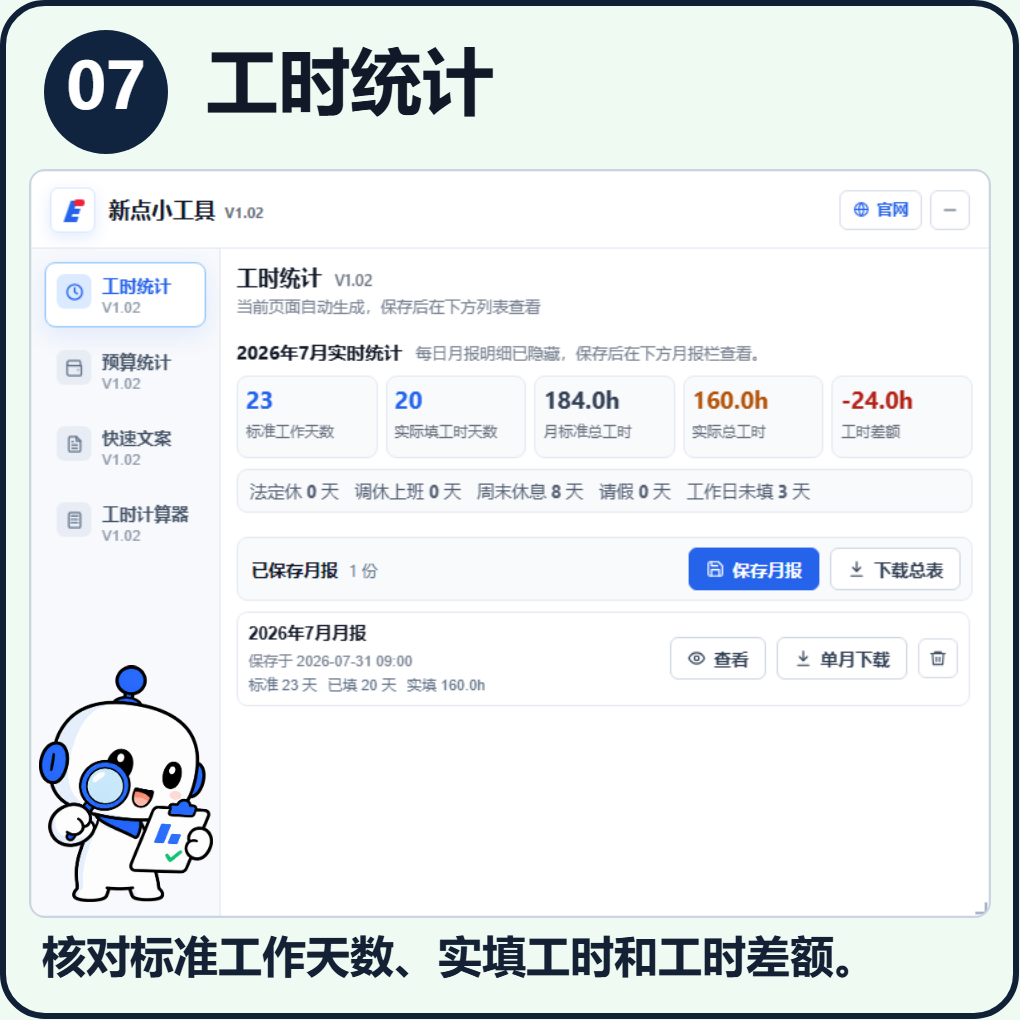 07 工时统计
新点小工具 V1.02
官网
工时统计
V1.02
预算统计
V1.02
快速文案
V1.02
工时计算器
V1.02
工时统计 V1.02
当前页面自动生成，保存后在下方列表查看
2026年7月实时统计 每日月报明细已隐藏，保存后在下方月报栏查看。
23
标准工作天数
20
实际填工时天数
184.0h
月标准总工时
160.0h
实际总工时
-24.0h
工时差额
法定休 0 天 调休上班 0 天 周末休息 8 天 请假 0 天 工作日未填 3 天
已保存月报 1 份
保存月报
下载总表
2026年7月月报
保存于 2026-07-31 09:00
标准 23 天 已填 20 天 实填 160.0h
查看
单月下载
核对标准工作天数、实填工时和工时差额。